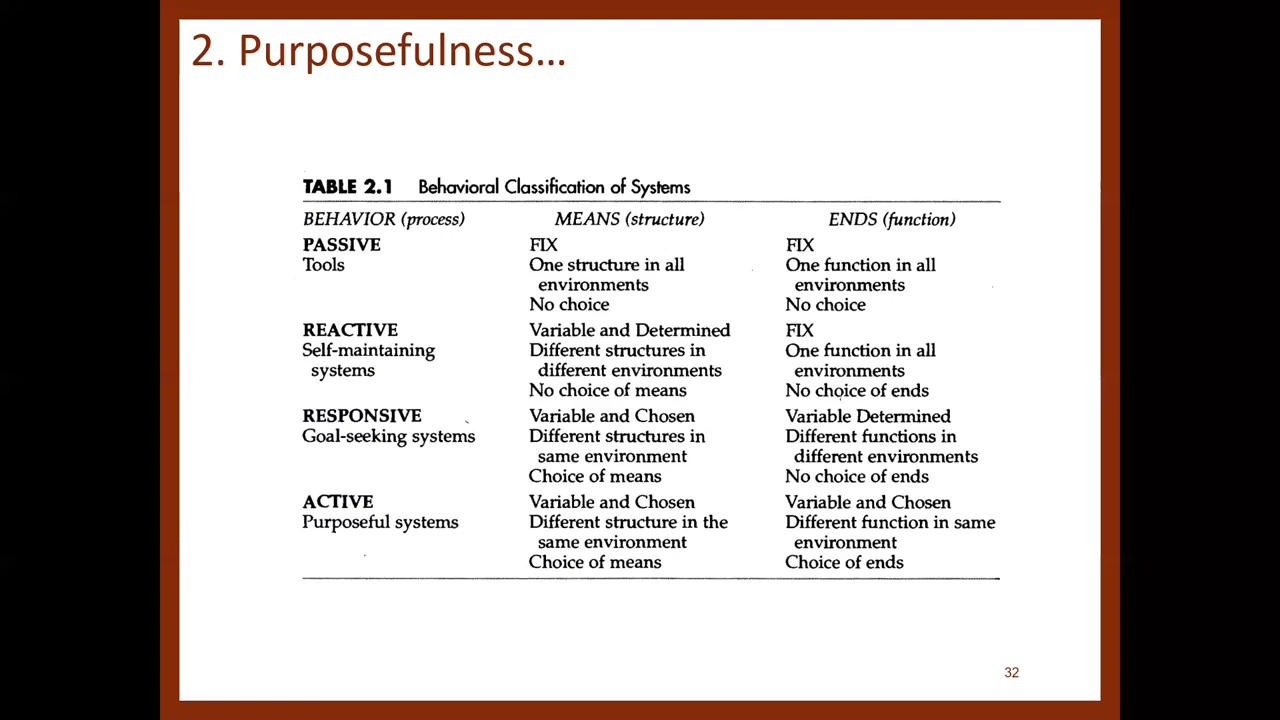 2. Purposefulness...
TABLE 2.1 Behavioral Classification of Systems
BEHAVIOR (process) MEANS (structure) ENDS (function)
PASSIVE FIX FIX
Tools One structure in all One function in all
environments environments
No choice No choice
REACTIVE Variable and Determined FIX
Self-maintaining Different structures in One function in all
systems different environments environments
No choice of means No choice of ends
RESPONSIVE Variable and Chosen Variable Determined
Goal-seeking systems Different structures in Different functions in
same environment different environments
Choice of means No choice of ends
ACTIVE Variable and Chosen Variable and Chosen
Purposeful systems Different structure in the Different function in same
same environment environment
Choice of means Choice of ends
32